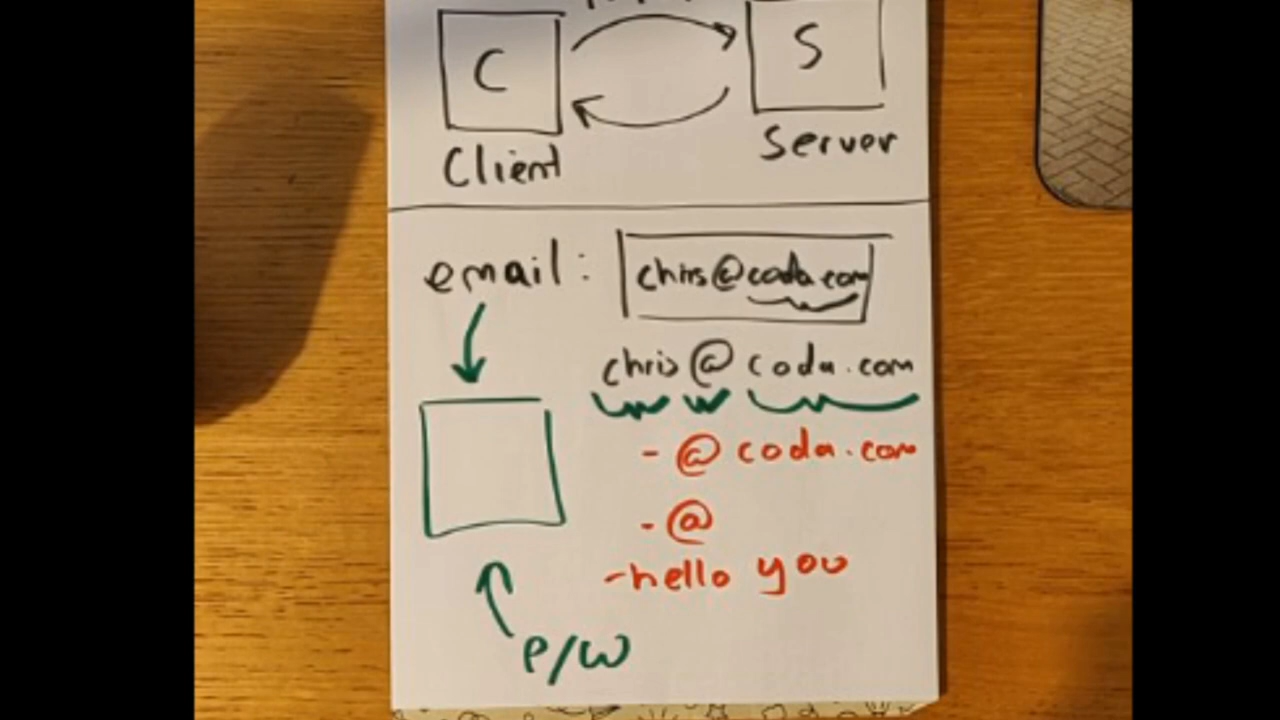 C S
Client Server
email: chris@coda.com
chris@coda.com
- @coda.com
- @
- hello you
P/W